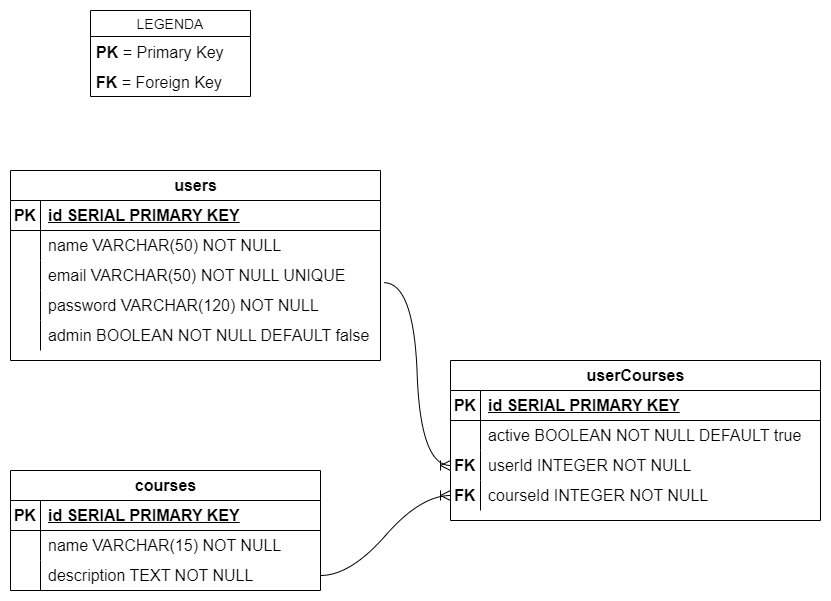 LEGENDA
PK = Primary Key
FK = Foreign Key
users
PK id SERIAL PRIMARY KEY
name VARCHAR(50) NOT NULL
email VARCHAR(50) NOT NULL UNIQUE
password VARCHAR(120) NOT NULL
admin BOOLEAN NOT NULL DEFAULT false
userCourses
PK id SERIAL PRIMARY KEY
active BOOLEAN NOT NULL DEFAULT true
FK userId INTEGER NOT NULL
FK courseId INTEGER NOT NULL
courses
PK id SERIAL PRIMARY KEY
name VARCHAR(15) NOT NULL
description TEXT NOT NULL